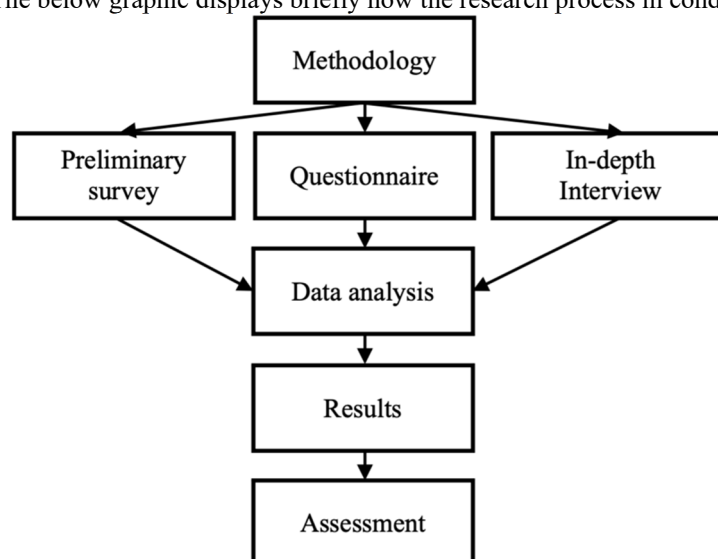 The below graphic displays briefly how the research process in
Methodology
Preliminary
survey
Questionnaire
In-depth
Interview
Data analysis
Results
Assessment